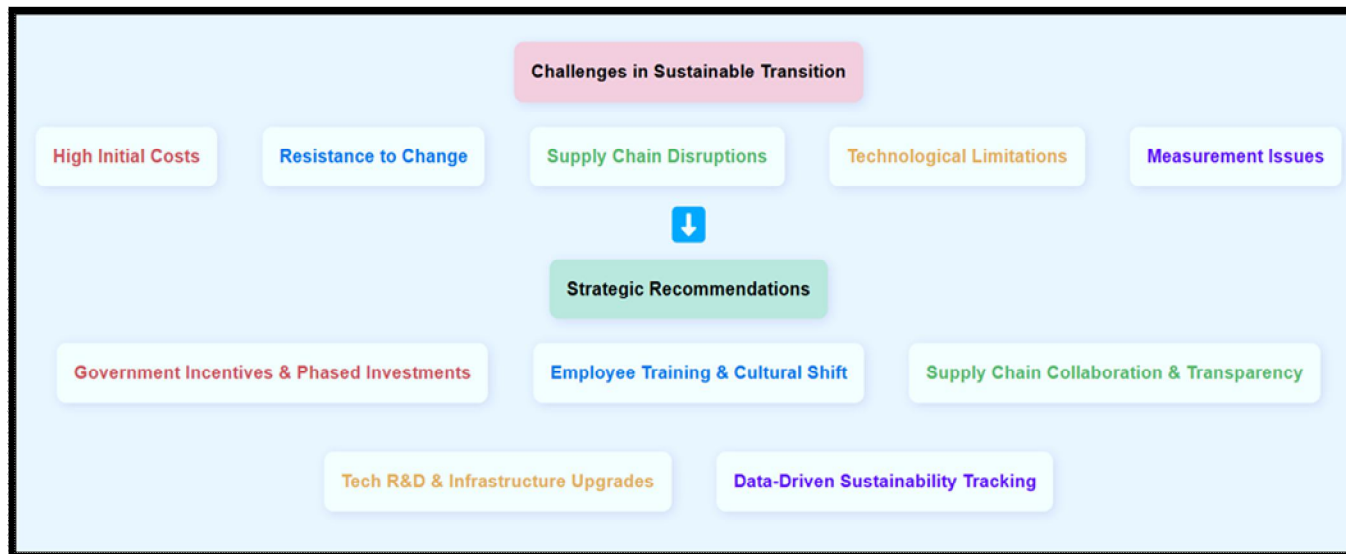 Challenges in Sustainable Transition
High Initial Costs
Resistance to Change
Supply Chain Disruptions
Technological Limitations
Measurement Issues
Strategic Recommendations
Government Incentives & Phased Investments
Employee Training & Cultural Shift
Supply Chain Collaboration & Transparency
Tech R&D & Infrastructure Upgrades
Data-Driven Sustainability Tracking